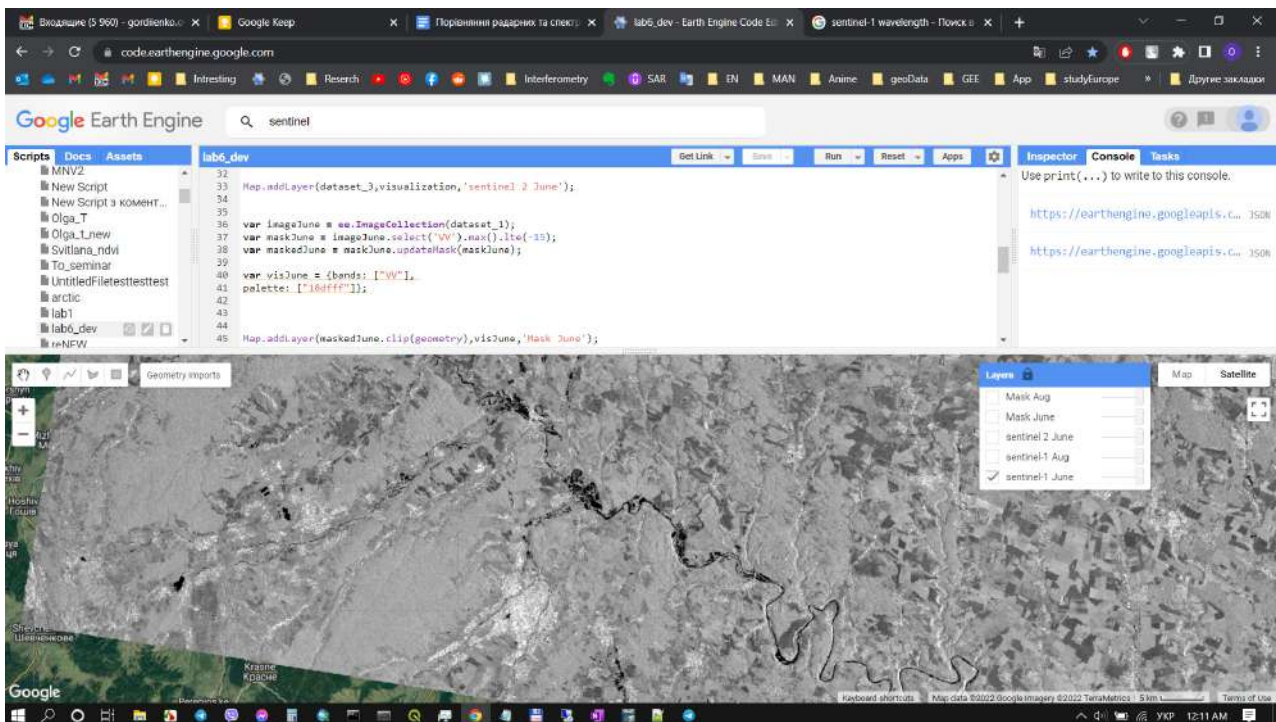 Входящие (5 960) - gordiienko.c
Google Keep
Порівняння радарних та спектр
lab6_dev - Earth Engine Code Edi
sentinel-1 wavelength - Поиск в
code.earthengine.google.com
Intresting
Reserch
Interferometry
SAR
EN
MAN
Anime
geoData
GEE
App
studyEurope
»
Другие закладки
Google Earth Engine
sentinel
Scripts Docs Assets
MNV2
New Script
New Script з комент...
Olga_T
Olga_t_new
Svitlana_ndvi
To_seminar
UntitledFiletesttesttest
arctic
lab1
lab6_dev
reNEW
lab6_dev
Get Link
Save
Run
Reset
Apps
32
33 Map.addLayer(dataset_3,visualization,'sentinel 2 June');
34
35
36 var imageJune = ee.ImageCollection(dataset_1);
37 var maskJune = imageJune.select('VV').max().lte(-15);
38 var maskedJune = maskJune.updateMask(maskJune);
39
40 var visJune = {bands: ["VV"],
41 palette: ["10dfff"]};
42
43
44
45 Map.addLayer(maskedJune.clip(geometry),visJune,'Mask June');
Inspector Console Tasks
Use print(...) to write to this console.
https://earthengine.googleapis.c... JSON
https://earthengine.googleapis.c... JSON
Geometry Imports
Layers
Mask Aug
Mask June
sentinel 2 June
sentinel-1 Aug
sentinel-1 June
Map
Satellite
+
−
Hoshiv
Гошів
Шевченкове
Krasne
Красне
Google
Keyboard shortcuts
Map data ©2022 Google Imagery ©2022 TerraMetrics
5 km
Terms of Use
УКР
12:11 AM